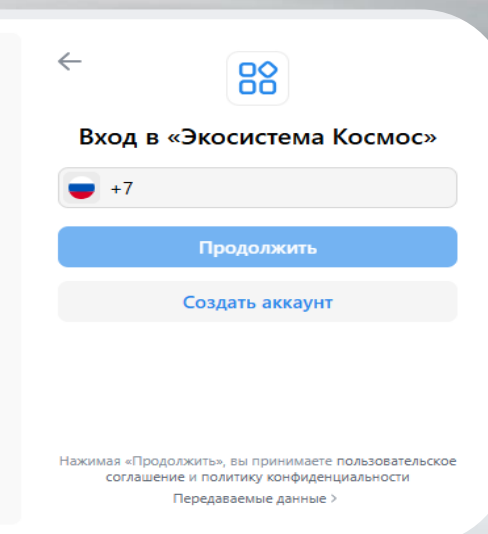 Вход в «Экосистема Космос»
+7
Продолжить
Создать аккаунт
Нажимая «Продолжить», вы принимаете пользовательское
соглашение и политику конфиденциальности
Передаваемые данные >